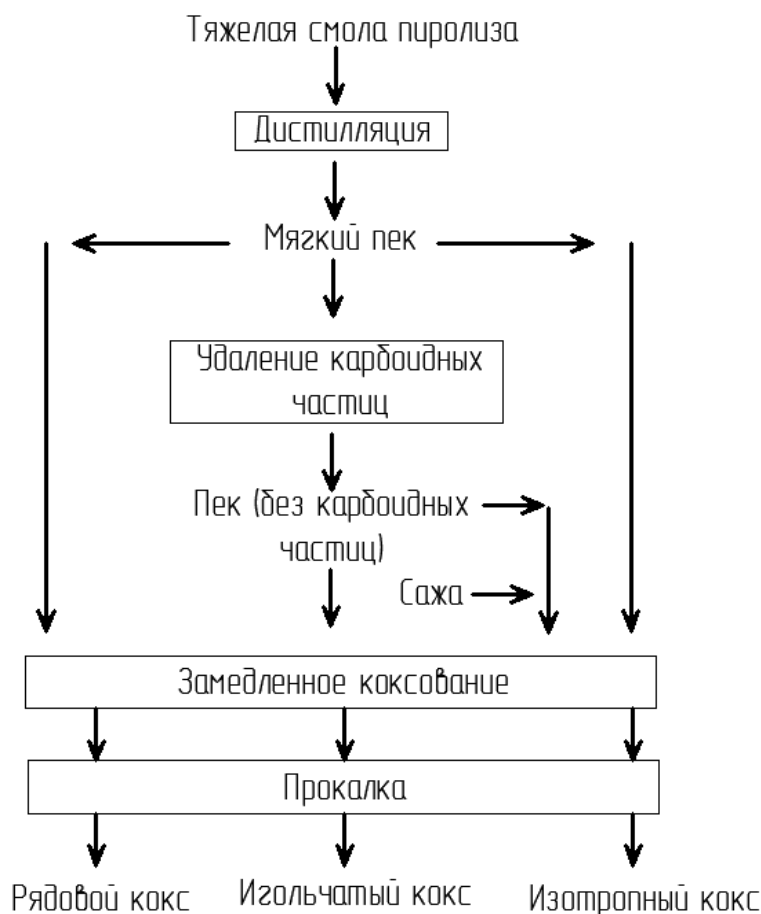 Тяжелая смола пиролиза
Дистилляция
Мягкий пек
Удаление карбоидных
частиц
Пек (без карбоидных
частиц)
Сажа
Замедленное коксование
Прокалка
Рядовой кокс
Игольчатый кокс
Изотропный кокс